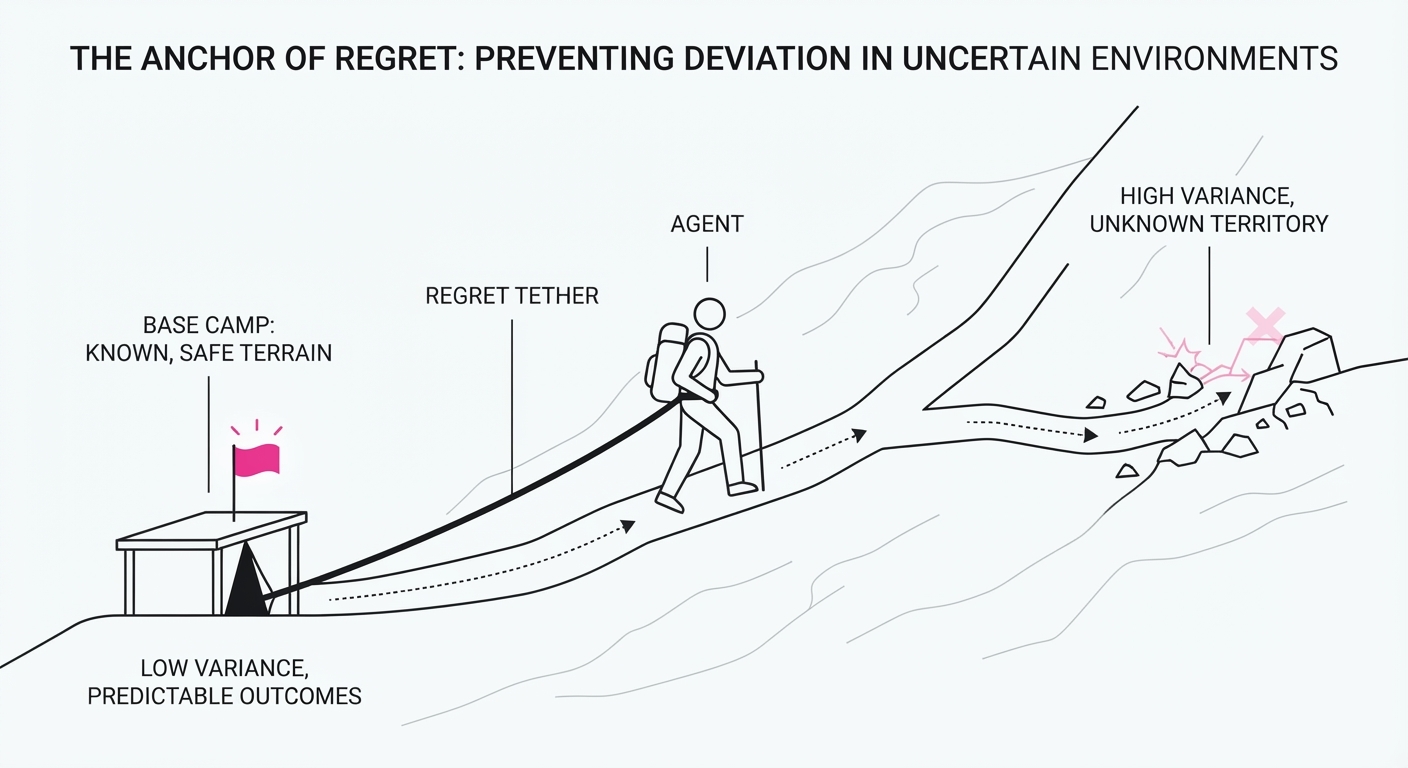 THE ANCHOR OF REGRET: PREVENTING DEVIATION IN UNCERTAIN ENVIRONMENTS
HIGH VARIANCE,
UNKNOWN TERRITORY
AGENT
REGRET TETHER
BASE CAMP:
KNOWN, SAFE TERRAIN
LOW VARIANCE,
PREDICTABLE OUTCOMES